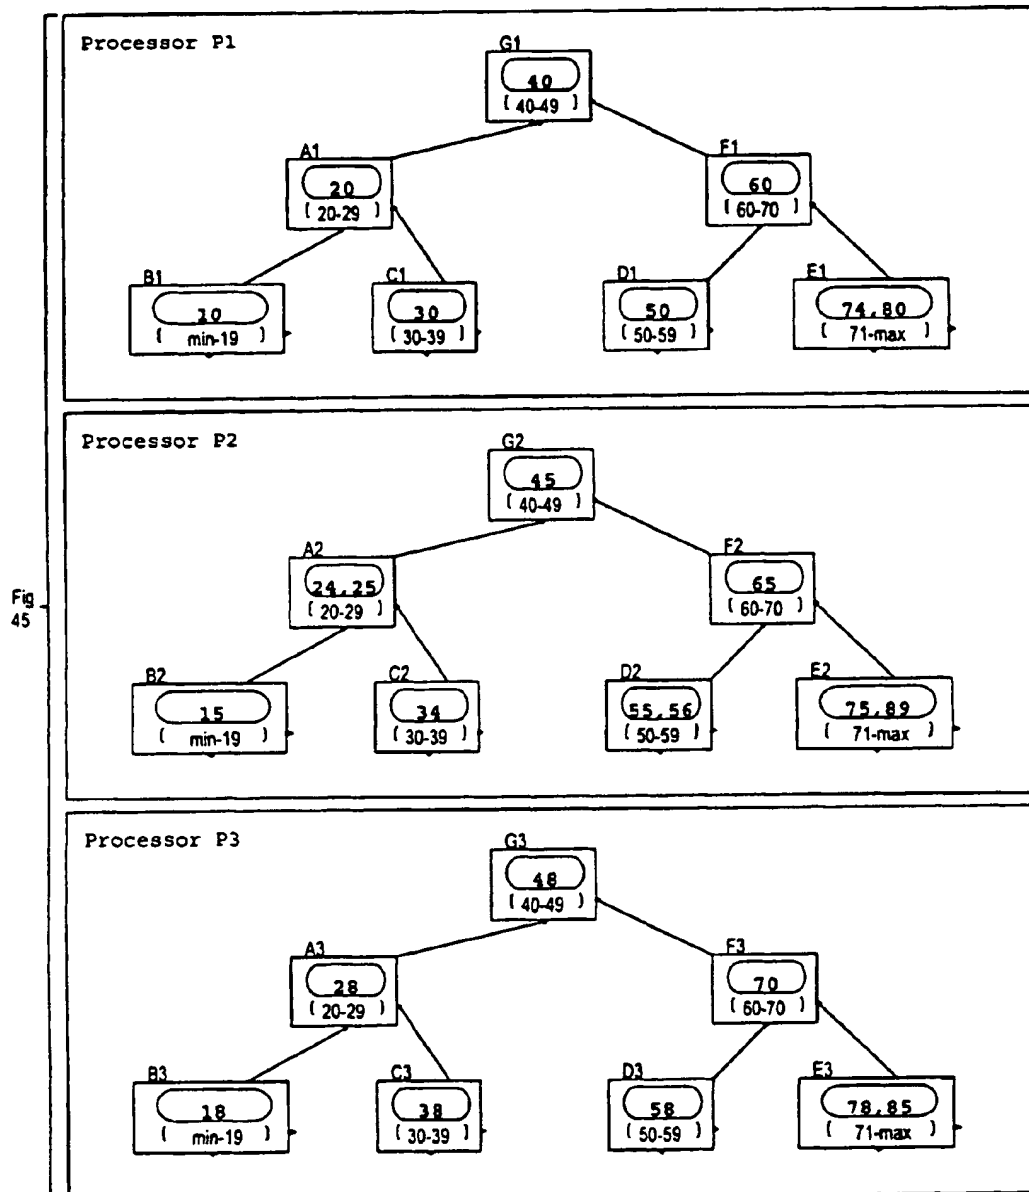 Processor P1
G1
40
( 40-49 )
A1
20
( 20-29 )
F1
60
( 60-70 )
B1
10
( min-19 )
C1
30
( 30-39 )
D1
50
( 50-59 )
E1
74,80
( 71-max )
Processor P2
G2
45
( 40-49 )
A2
24,25
( 20-29 )
F2
65
( 60-70 )
B2
15
( min-19 )
C2
34
( 30-39 )
D2
55,56
( 50-59 )
E2
75,89
( 71-max )
Fig
45
Processor P3
G3
48
( 40-49 )
A3
28
( 20-29 )
F3
70
( 60-70 )
B3
18
( min-19 )
C3
38
( 30-39 )
D3
58
( 50-59 )
E3
78,85
( 71-max )